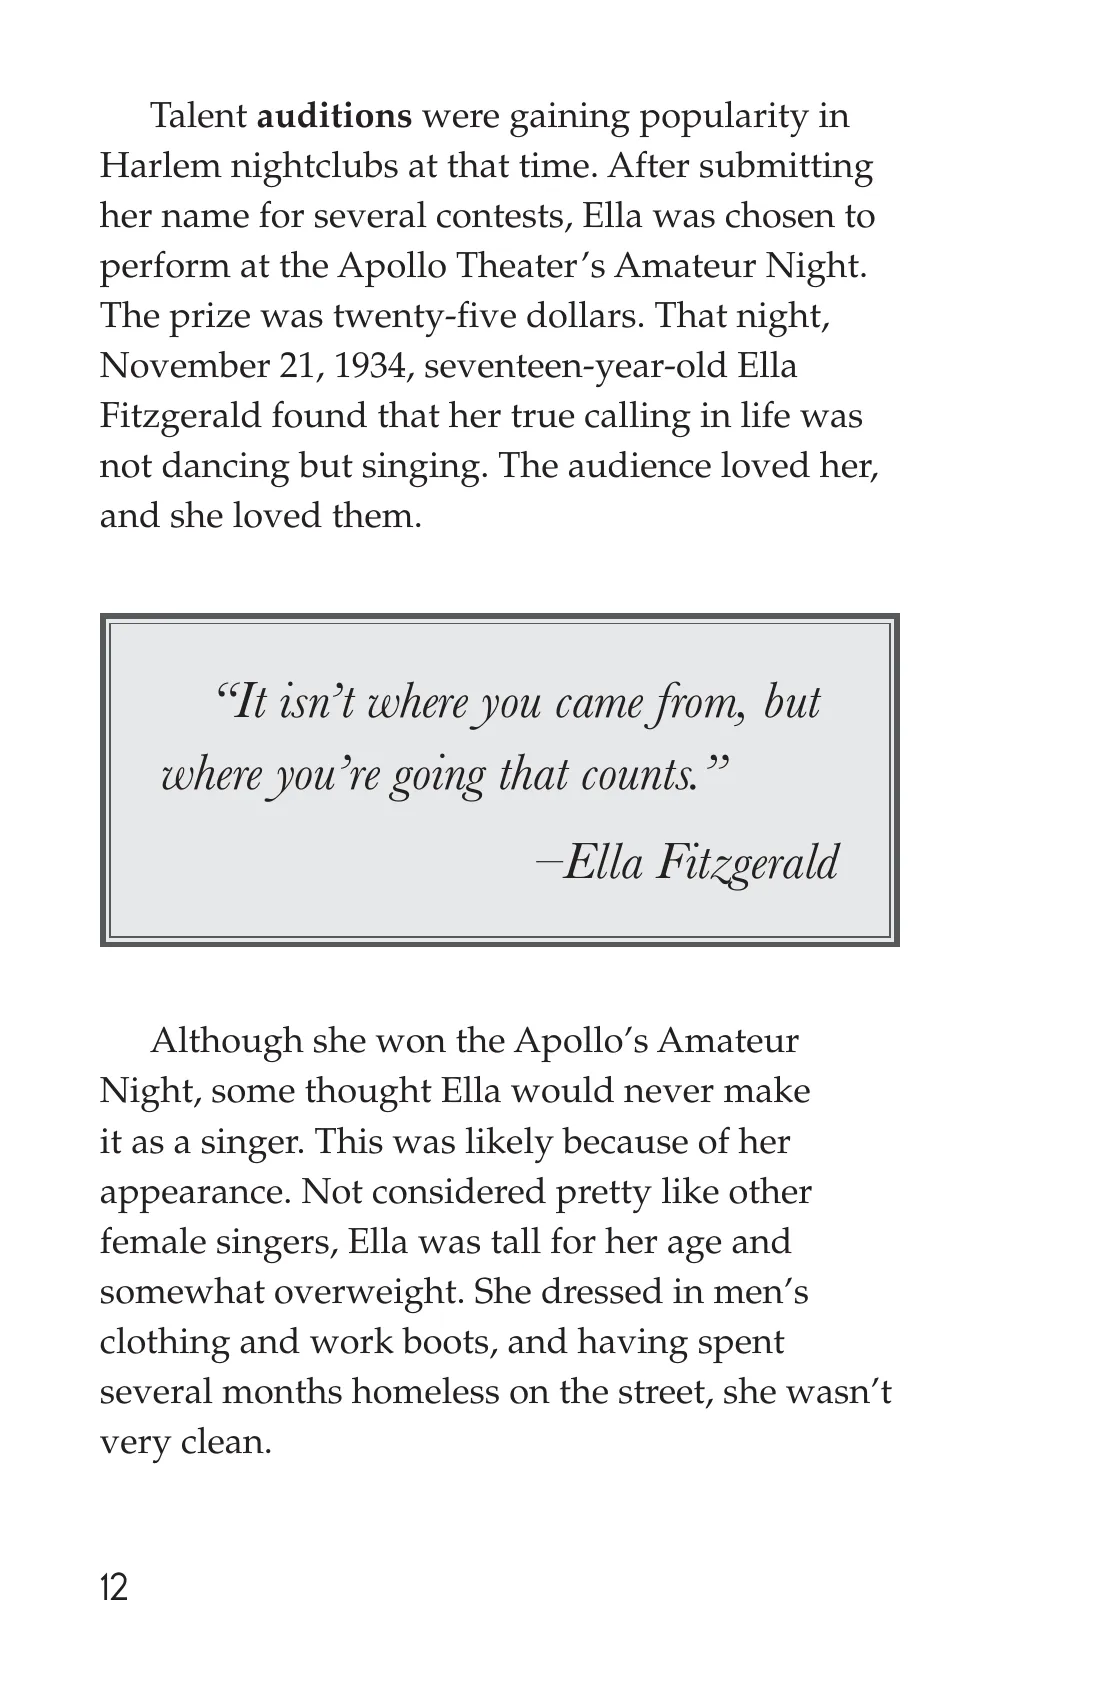 Talent auditions were gaining popularity in
Harlem nightclubs at that time. After submitting
her name for several contests, Ella was chosen to
perform at the Apollo Theater’s Amateur Night.
The prize was twenty-five dollars. That night,
November 21, 1934, seventeen-year-old Ella
Fitzgerald found that her true calling in life was
not dancing but singing. The audience loved her,
and she loved them.
“It isn’t where you came from, but
where you’re going that counts.”
–Ella Fitzgerald
Although she won the Apollo’s Amateur
Night, some thought Ella would never make
it as a singer. This was likely because of her
appearance. Not considered pretty like other
female singers, Ella was tall for her age and
somewhat overweight. She dressed in men’s
clothing and work boots, and having spent
several months homeless on the street, she wasn’t
very clean.
12